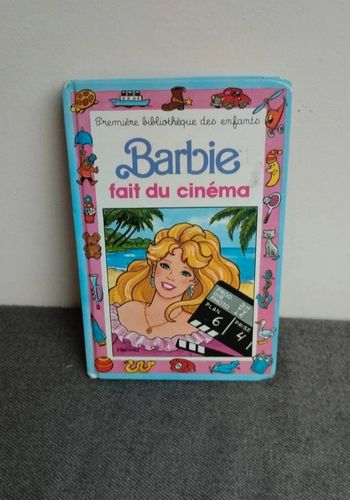 Première bibliothèque des enfants
Barbie
fait du cinéma
PLAN
6
PRISE
4